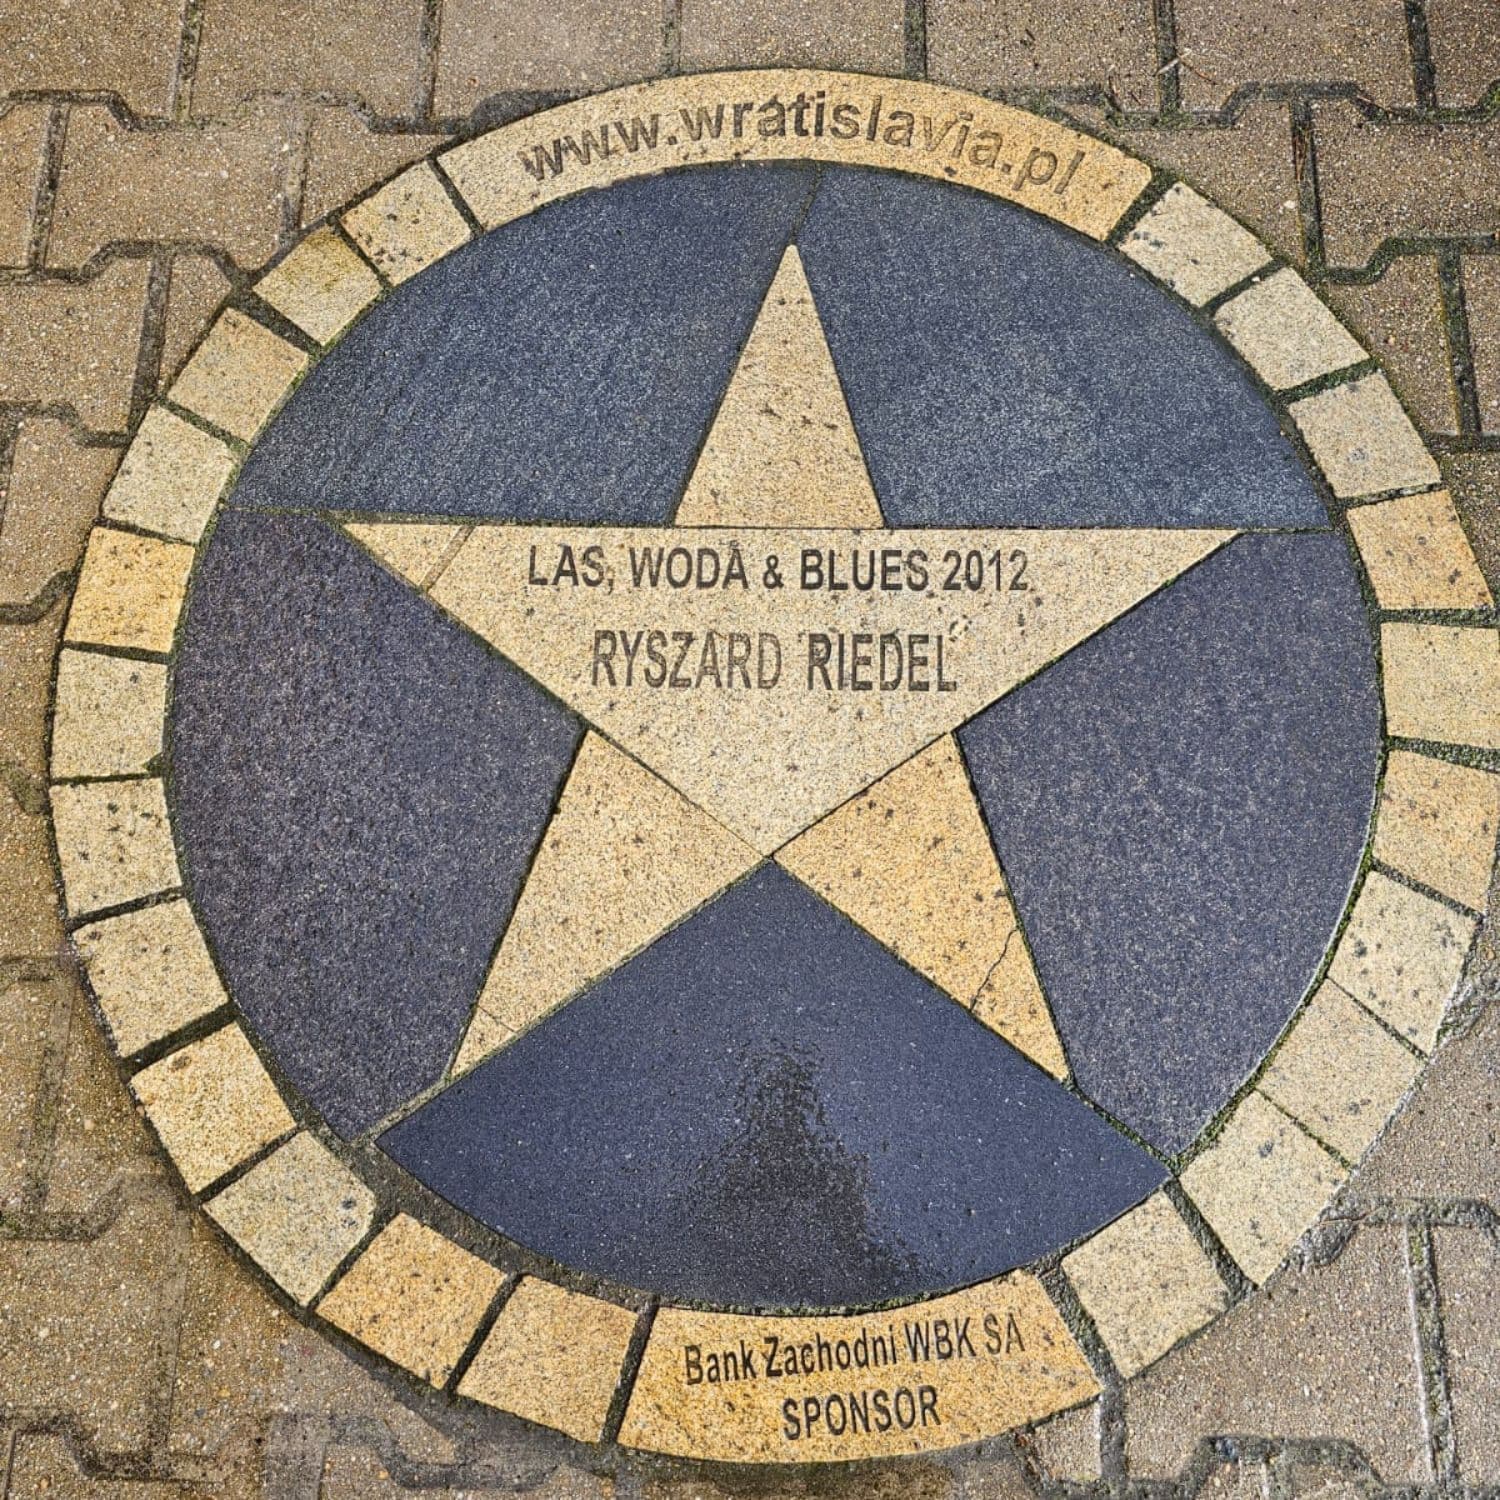 www.wratislavia.pl
LAS, WODA & BLUES 2012
RYSZARD RIEDEL
Bank Zachodni WBK SA
SPONSOR